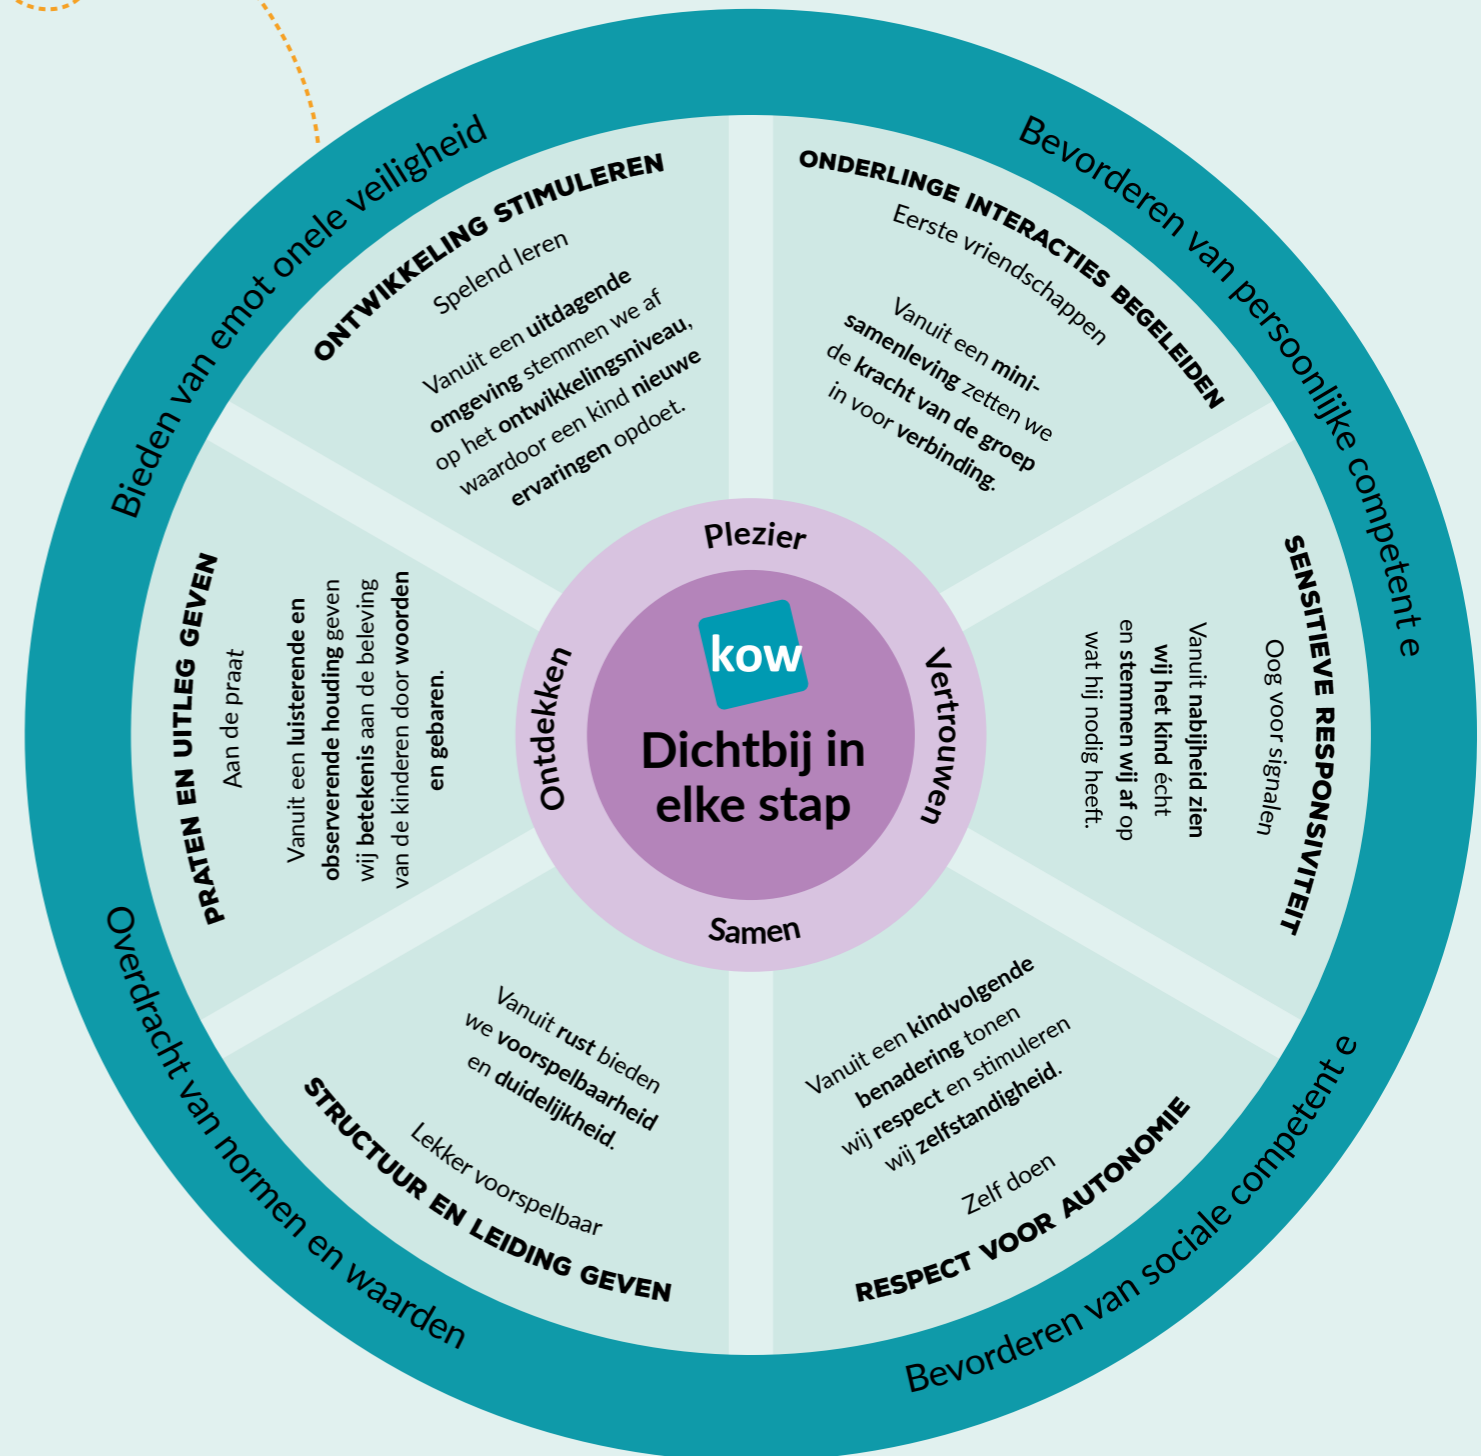 Bieden van emot onele veiligheid
Bevorderen van persoonlijke competent e
Bevorderen van sociale competent e
Overdracht van normen en waarden
ONTWIKKELING STIMULEREN
Spelend leren
Vanuit een uitdagende
omgeving stemmen we af
op het ontwikkelingsniveau,
waardoor een kind nieuwe
ervaringen opdoet.
ONDERLINGE INTERACTIES BEGELEIDEN
Eerste vriendschappen
Vanuit een mini-
samenleving zetten we
de kracht van de groep
in voor verbinding.
SENSITIEVE RESPONSIVITEIT
Oog voor signalen
Vanuit nabijheid zien
wij het kind écht
en stemmen wij af op
wat hij nodig heeft.
Vanuit een kindvolgende
benadering tonen
wij respect en stimuleren
wij zelfstandigheid.
Zelf doen
RESPECT VOOR AUTONOMIE
Vanuit rust bieden
we voorspelbaarheid
en duidelijkheid.
Lekker voorspelbaar
STRUCTUUR EN LEIDING GEVEN
PRATEN EN UITLEG GEVEN
Aan de praat
Vanuit een luisterende en
observerende houding geven
wij betekenis aan de beleving
van de kinderen door woorden
en gebaren.
Plezier
Vertrouwen
Samen
Ontdekken
kow
Dichtbij in
elke stap